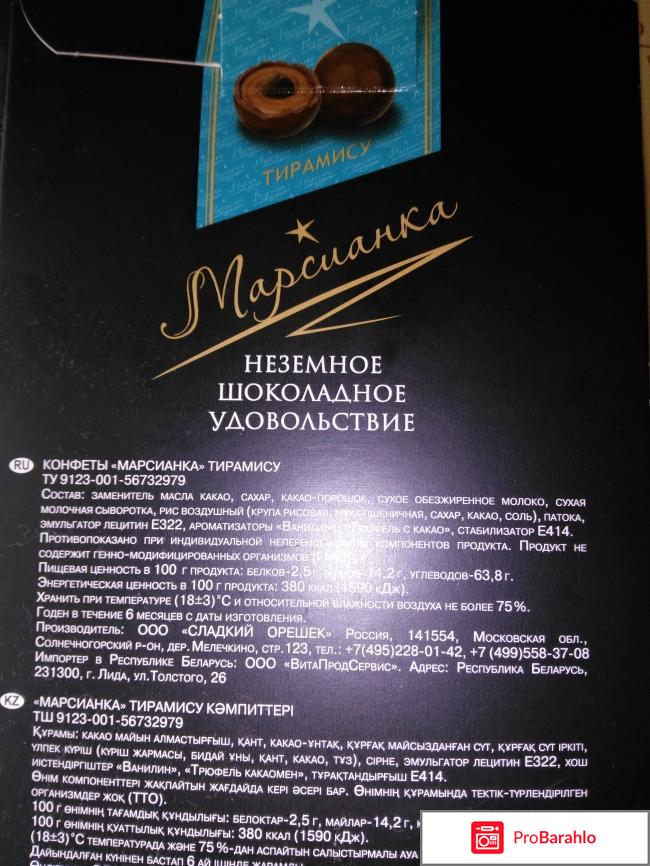 ТИРАМИСУ
Марсианка
НЕЗЕМНОЕ
ШОКОЛАДНОЕ
УДОВОЛЬСТВИЕ
RU КОНФЕТЫ «МАРСИАНКА» ТИРАМИСУ
ТУ 9123-001-56732979
Состав: заменитель масла какао, сахар, какао-порошок, сухое обезжиренное молоко, сухая
молочная сыворотка, рис воздушный (крупа рисовая, мука пшеничная, сахар, какао, соль), патока,
эмульгатор лецитин Е322, ароматизаторы «Ванилин», «Трюфель с какао», стабилизатор Е414.
Противопоказано при индивидуальной непереносимости компонентов продукта. Продукт не
содержит генно-модифицированных организмов
Пищевая ценность в 100 г продукта: белков-2,5 г, жиров-14,2 г, углеводов-63,8 г.
Энергетическая ценность в 100 г продукта: 380 ккал (1590 кДж).
Хранить при температуре (18±3)°С и относительной влажности воздуха не более 75%.
Годен в течение 6 месяцев с даты изготовления.
Производитель: ООО «СЛАДКИЙ ОРЕШЕК» Россия, 141554, Московская обл.,
Солнечногорский р-он, дер. Мелечкино, стр.123, тел.: +7(495)228-01-42, +7 (499)558-37-08
Импортер в Республике Беларусь: ООО «ВитаПродСервис». Адрес: Республика Беларусь,
231300, г. Лида, ул.Толстого, 26
KZ «МАРСИАНКА» ТИРАМИСУ КӘМПИТТЕРІ
ТШ 9123-001-56732979
Құрамы: какао майын алмастырғыш, қант, какао-ұнтақ, құрғақ майсызданған сүт, құрғақ сүт іркіті,
үлпек күріш (күріш жармасы, бидай ұны, қант, какао, тұз), сірне, эмульгатор лецитин Е322, хош
иістендіргіштер «Ванилин», «Трюфель какаомен», тұрақтандырғыш Е414.
Өнім компоненттері жақпайтын жағдайда кері әсері бар. Өнімнің құрамында тектік-түрлендірілген
организмдер жоқ (ТТО).
100 г өнімнің тағамдық құндылығы: белоктар-2,5 г, майлар-14,2 г,
100 г өнімнің қуаттылық құндылығы: 380 ккал (1590 кДж).
(18±3)°С температурада және 75%-дан аспайтын салыстырмалы ауа
Дайындалған күнінен бастап 6 ай ішінде жарамды
ProBarahlo